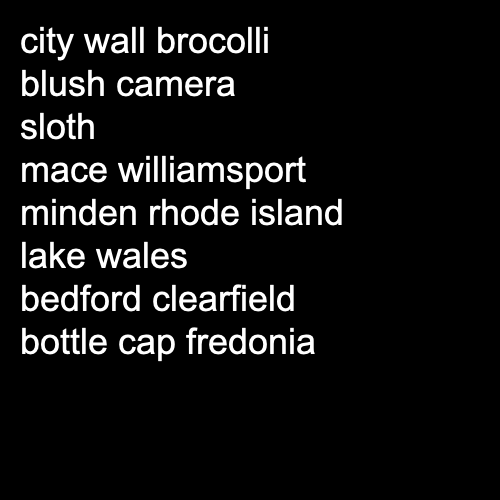 city wall brocolli
blush camera
sloth
mace williamsport
minden rhode island
lake wales
bedford clearfield
bottle cap fredonia